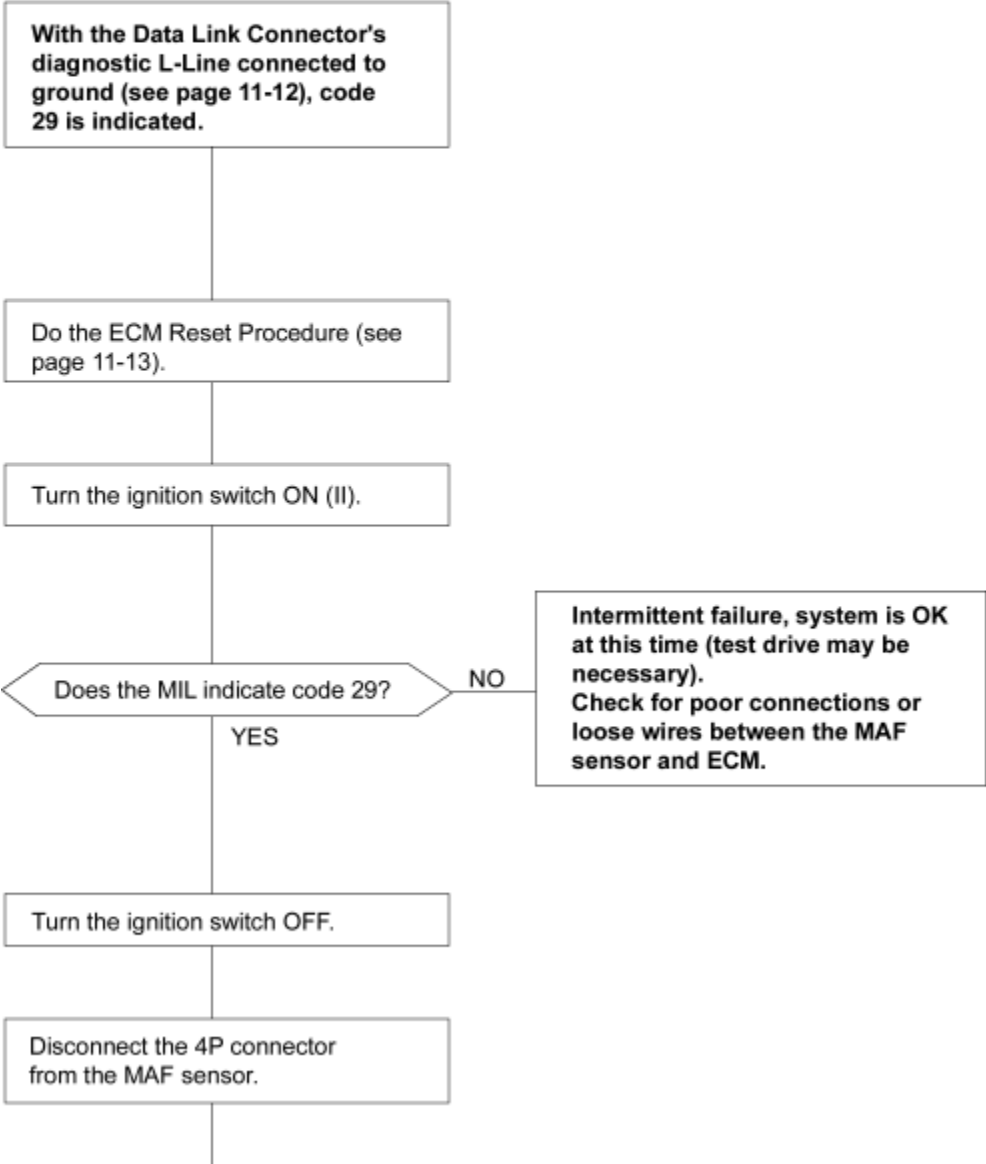 With the Data Link Connector's
diagnostic L-Line connected to
ground (see page 11-12), code
29 is indicated.
Do the ECM Reset Procedure (see
page 11-13).
Turn the ignition switch ON (II).
Does the MIL indicate code 29?
NO
Intermittent failure, system is OK
at this time (test drive may be
necessary).
Check for poor connections or
loose wires between the MAF
sensor and ECM.
YES
Turn the ignition switch OFF.
Disconnect the 4P connector
from the MAF sensor.